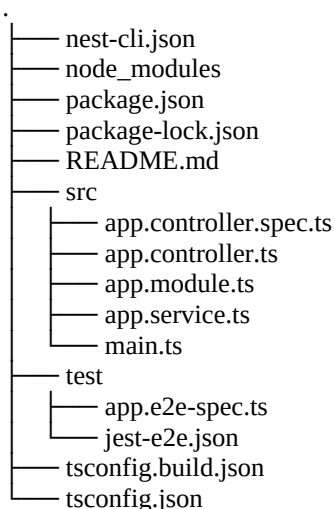 .
├── nest-cli.json
├── node_modules
├── package.json
├── package-lock.json
├── README.md
├── src
│   ├── app.controller.spec.ts
│   ├── app.controller.ts
│   ├── app.module.ts
│   ├── app.service.ts
│   └── main.ts
├── test
│   ├── app.e2e-spec.ts
│   └── jest-e2e.json
├── tsconfig.build.json
└── tsconfig.json